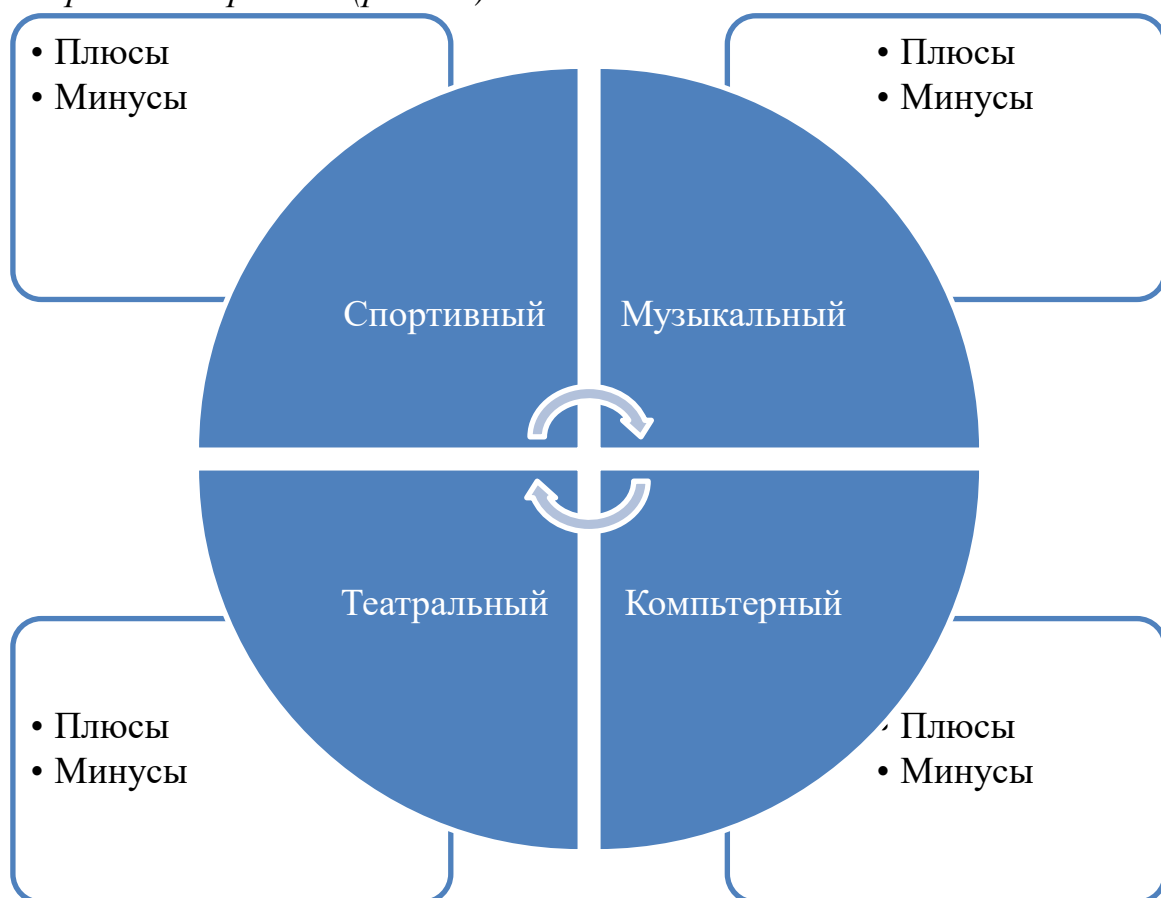 • Плюсы
• Минусы
• Плюсы
• Минусы
Спортивный
Музыкальный
Театральный
Компьтерный
• Плюсы
• Минусы
• Плюсы
• Минусы